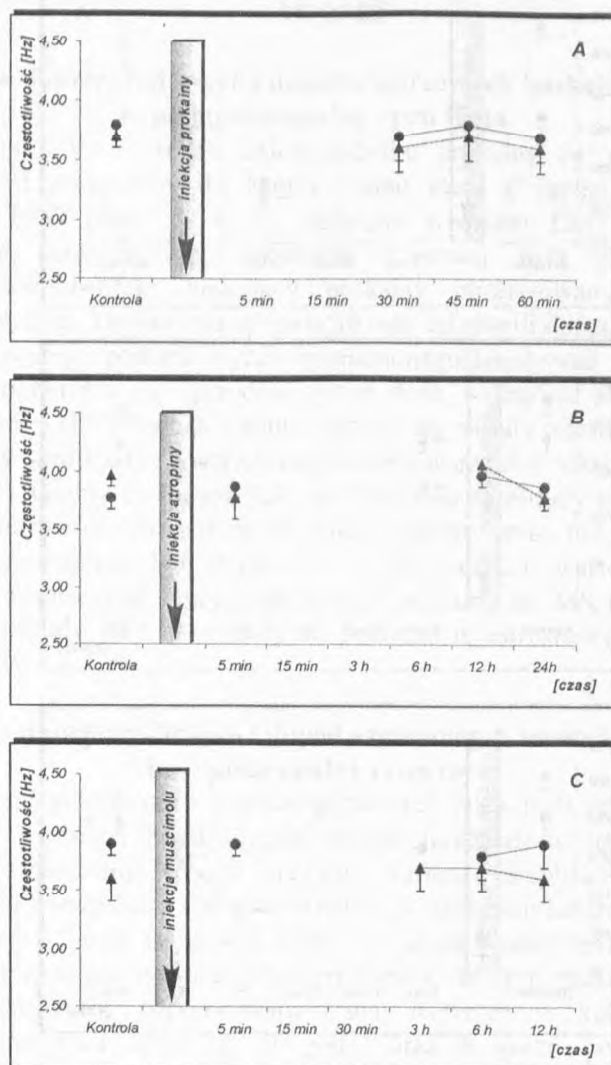 A
Częstotliwość [Hz]
4,50
4,00
3,50
3,00
2,50
iniekcja prokainy
Kontrola 5 min 15 min 30 min 45 min 60 min
[czas]
B
Częstotliwość [Hz]
4,50
4,00
3,50
3,00
2,50
iniekcja atropiny
Kontrola 5 min 15 min 3 h 6 h 12 h 24h
[czas]
C
Częstotliwość [Hz]
4,50
4,00
3,50
3,00
2,50
iniekcja muscimolu
Kontrola 5 min 15 min 30 min 3 h 6 h 12 h
[czas]